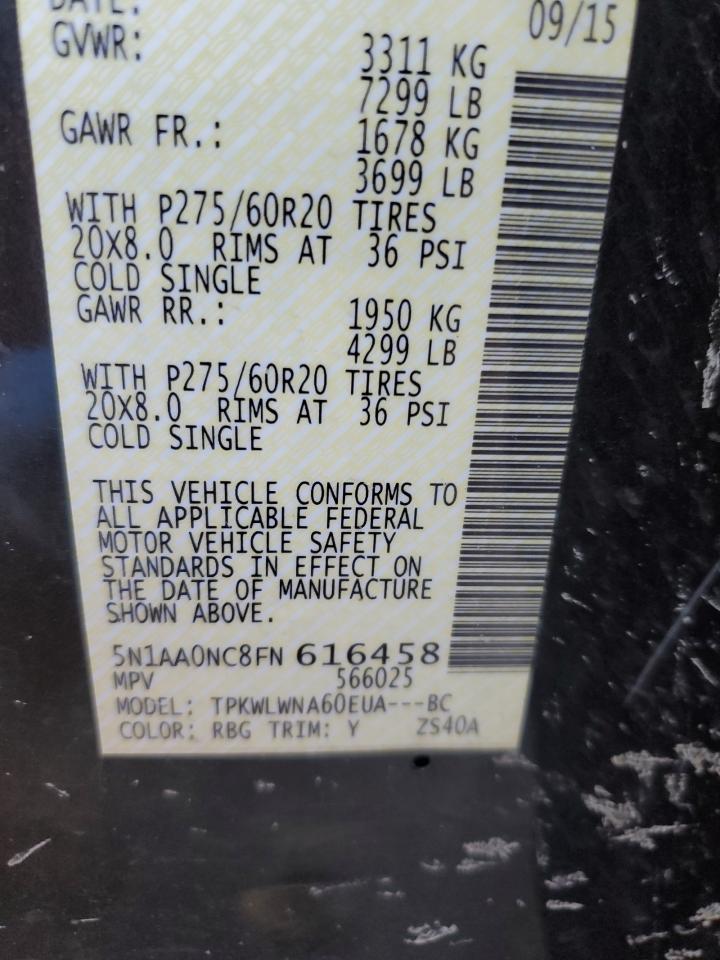 DATE: 09/15
GVWR: 3311 KG
7299 LB
GAWR FR.: 1678 KG
3699 LB
WITH P275/60R20 TIRES
20X8.0 RIMS AT 36 PSI
COLD SINGLE
GAWR RR.: 1950 KG
4299 LB
WITH P275/60R20 TIRES
20X8.0 RIMS AT 36 PSI
COLD SINGLE
THIS VEHICLE CONFORMS TO
ALL APPLICABLE FEDERAL
MOTOR VEHICLE SAFETY
STANDARDS IN EFFECT ON
THE DATE OF MANUFACTURE
SHOWN ABOVE.
5N1AA0NC8FN 616458
MPV 566025
MODEL: TPKWLWNA60EUA---BC
COLOR: RBG TRIM: Y ZS40A